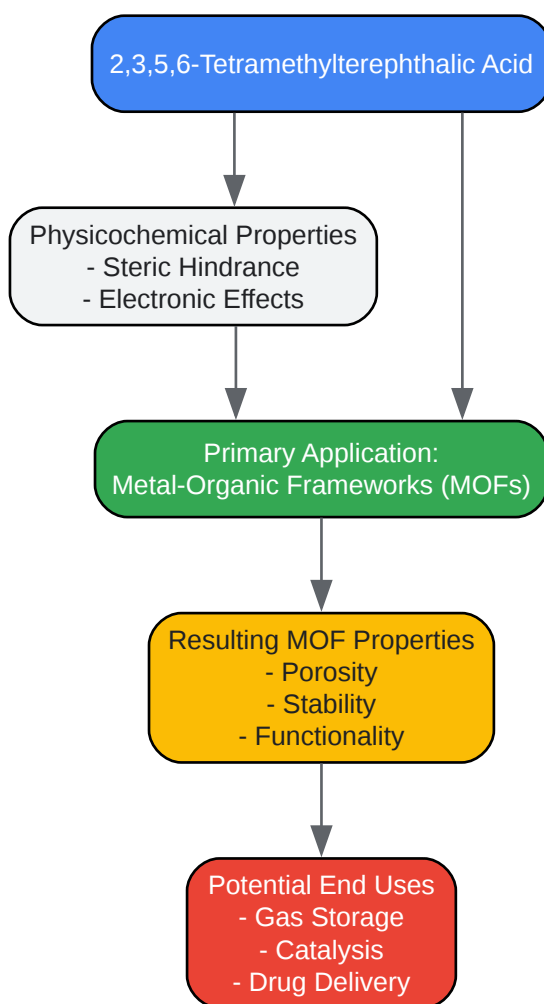 2,3,5,6-Tetramethylterephthalic Acid
Physicochemical Properties
- Steric Hindrance
- Electronic Effects
Primary Application:
Metal-Organic Frameworks (MOFs)
Resulting MOF Properties
- Porosity
- Stability
- Functionality
Potential End Uses
- Gas Storage
- Catalysis
- Drug Delivery